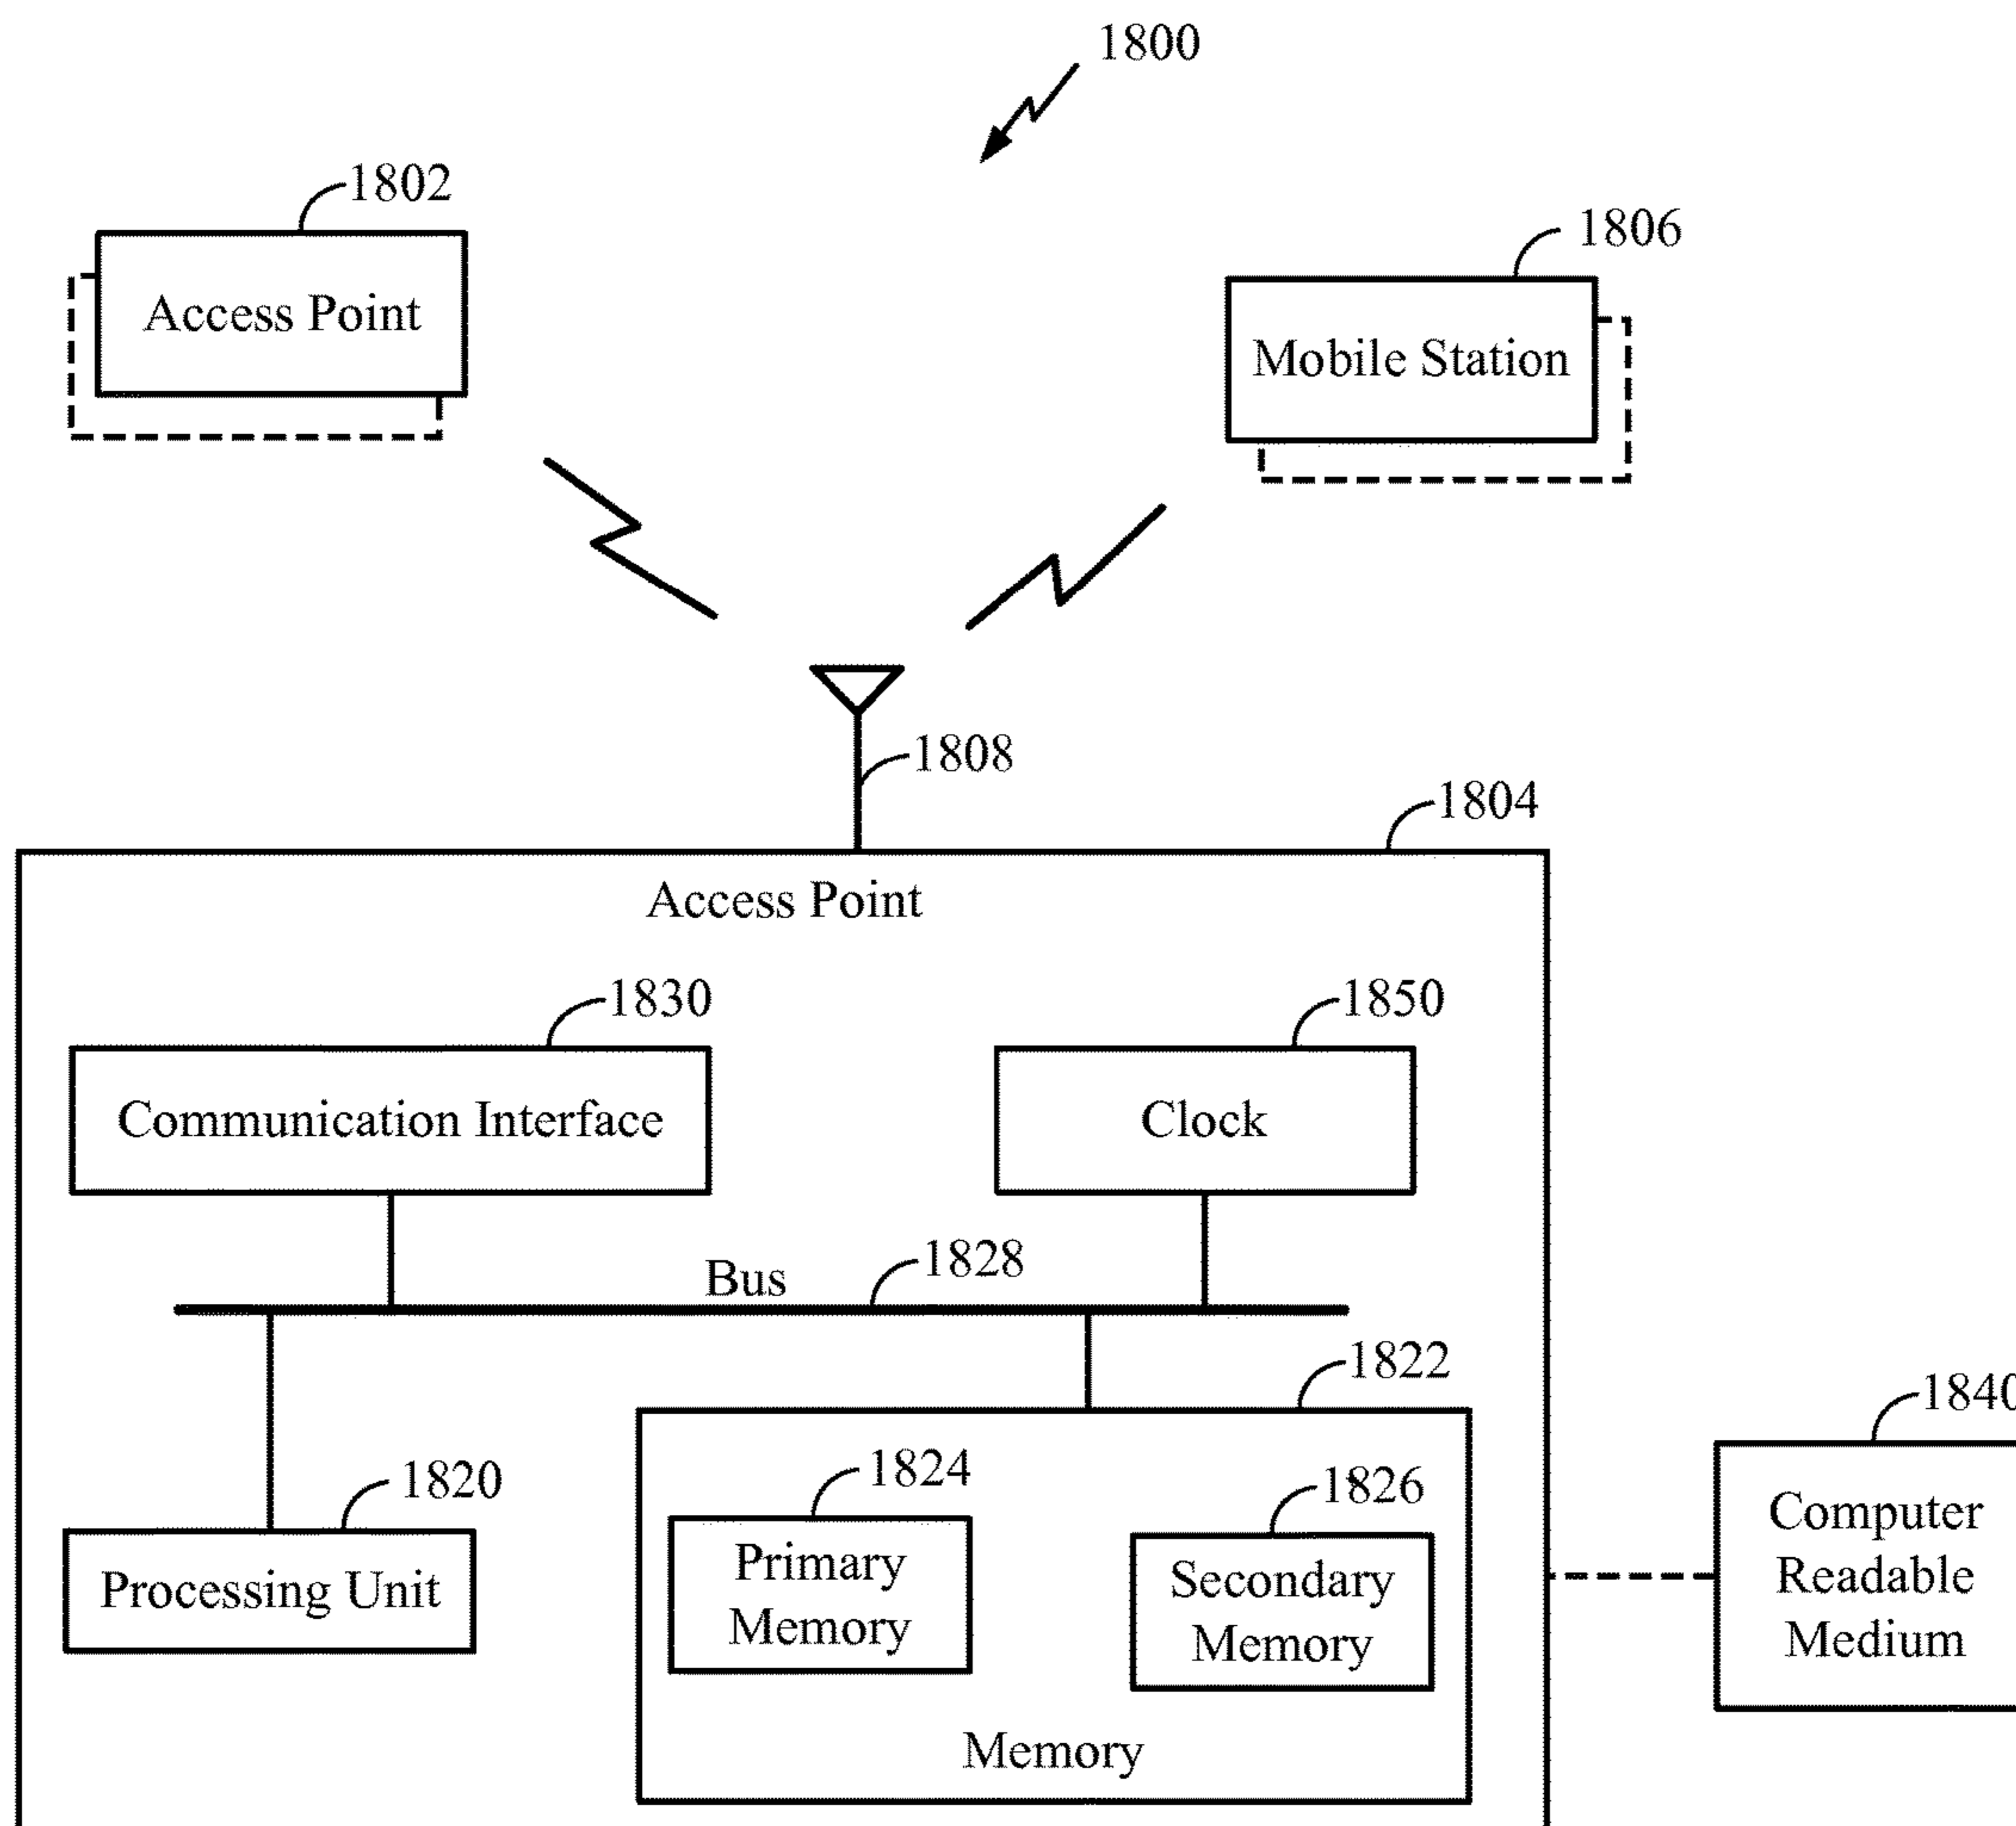 1800
1802
1806
Access Point
Mobile Station
1808
1804
Access Point
1830
1850
Communication Interface
Clock
Bus
1828
1822
1840
1824
1826
1820
Primary
Memory
Secondary
Memory
Processing Unit
Computer
Readable
Medium
Memory